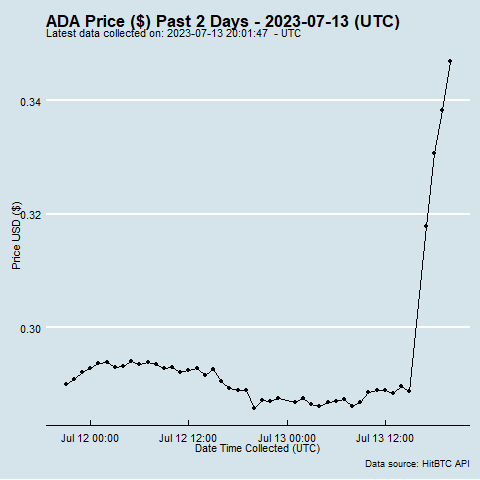 ADA Price ($) Past 2 Days - 2023-07-13 (UTC)
Latest data collected on: 2023-07-13 20:01:47 - UTC
0.34
0.32
0.30
Price USD ($)
Jul 12 00:00
Jul 12 12:00
Jul 13 00:00
Jul 13 12:00
Date Time Collected (UTC)
Data source: HitBTC API